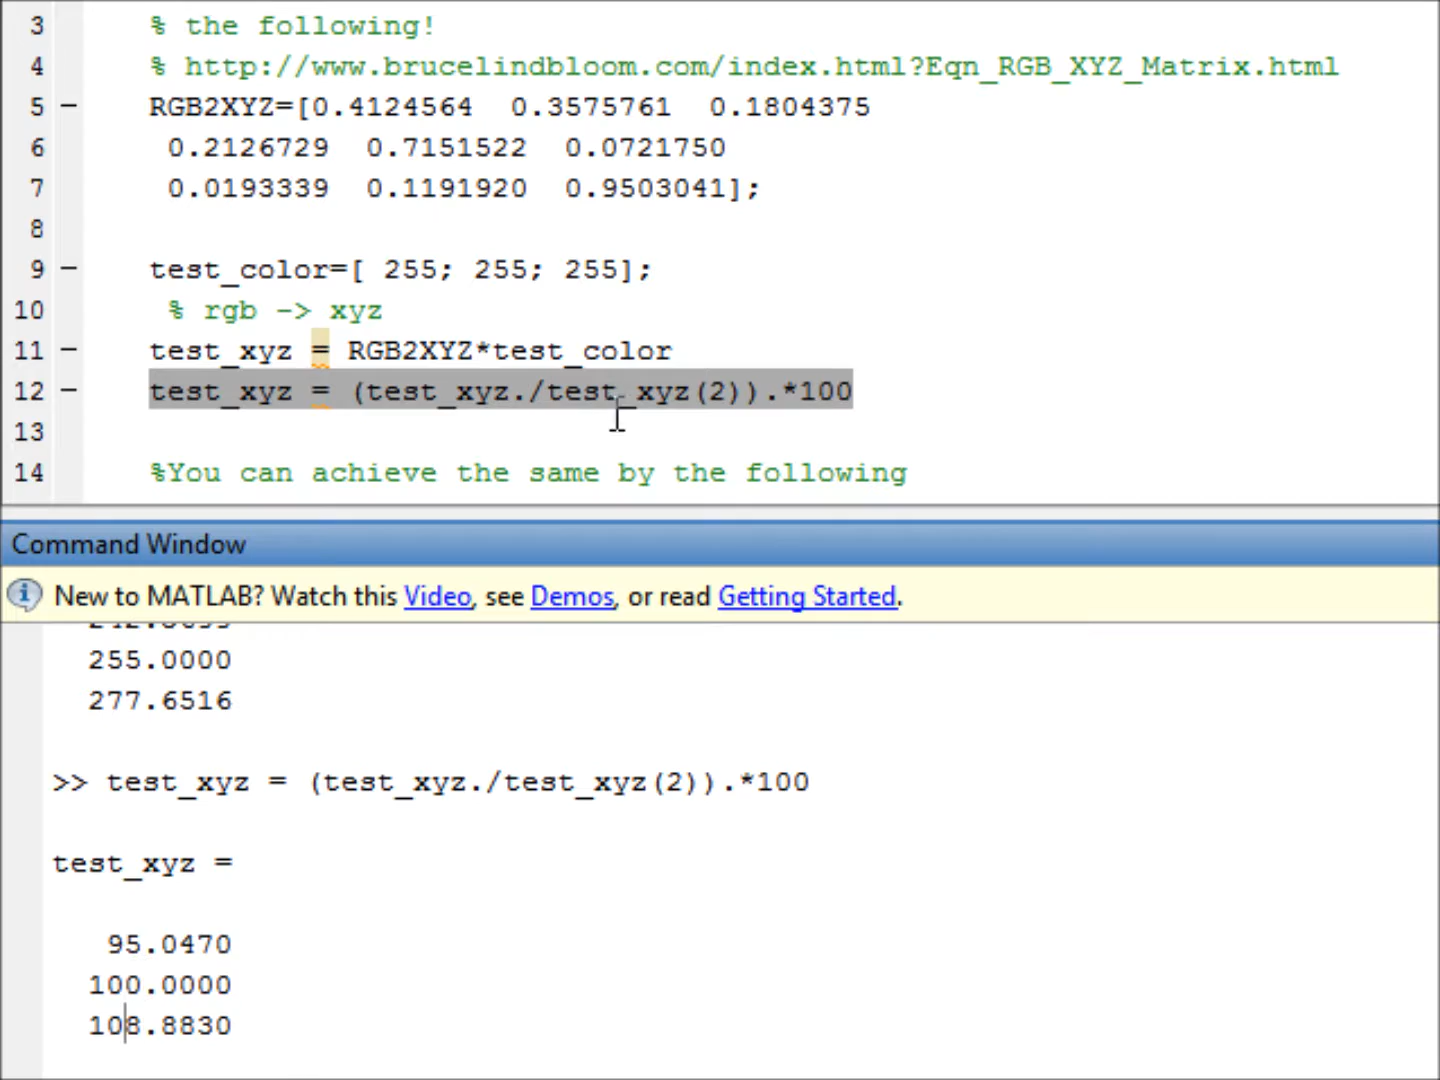 3 % the following!
4 % http://www.brucelindbloom.com/index.html?Eqn_RGB_XYZ_Matrix.html
5 - RGB2XYZ=[0.4124564 0.3575761 0.1804375
6 0.2126729 0.7151522 0.0721750
7 0.0193339 0.1191920 0.9503041];
8
9 - test_color=[ 255; 255; 255];
10 % rgb -> xyz
11 - test_xyz = RGB2XYZ*test_color
12 - test_xyz = (test_xyz./test_xyz(2)).*100
13
14 %You can achieve the same by the following
Command Window
New to MATLAB? Watch this Video, see Demos, or read Getting Started.
255.0000
277.6516
>> test_xyz = (test_xyz./test_xyz(2)).*100
test_xyz =
95.0470
100.0000
108.8830